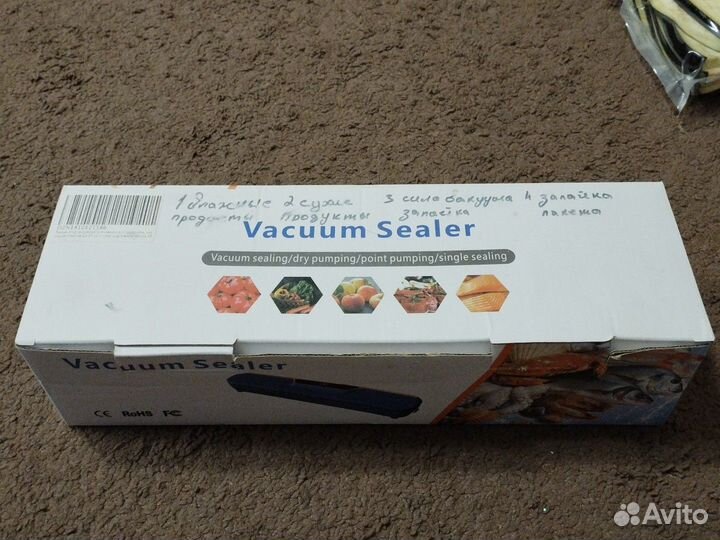 1 влажные 2 сухие 3 сила вакуума 4 запайка
продукты продукты запайка пакета
Vacuum Sealer
Vacuum sealing/dry pumping/point pumping/single sealing
Vacuum Sealer
CE RoHS FC
Avito